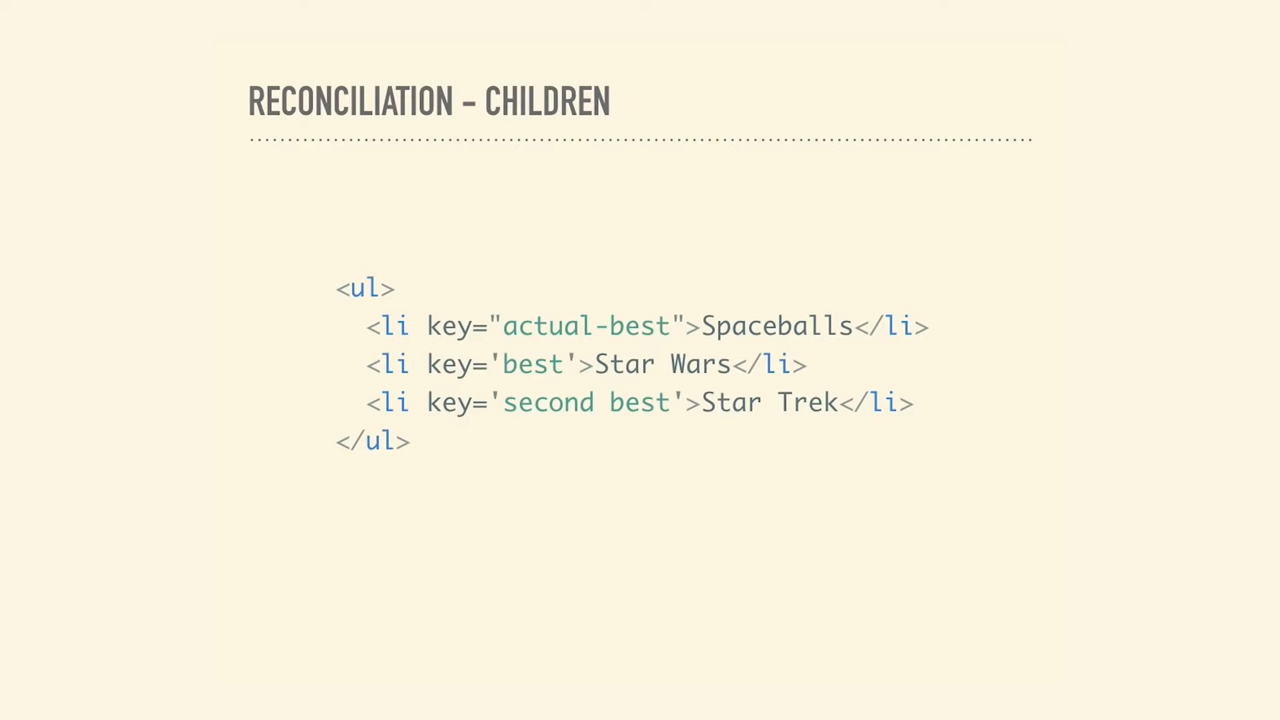 RECONCILIATION - CHILDREN
<ul>
<li key="actual-best">Spaceballs</li>
<li key='best'>Star Wars</li>
<li key='second best'>Star Trek</li>
</ul>